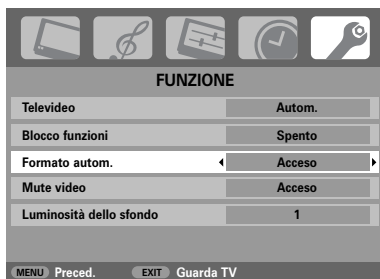 FUNZIONE
Televideo Autom.
Blocco funzioni Spento
Formato autom. Acceso
Mute video Acceso
Luminosità dello sfondo 1
MENU Preced. EXIT Guarda TV